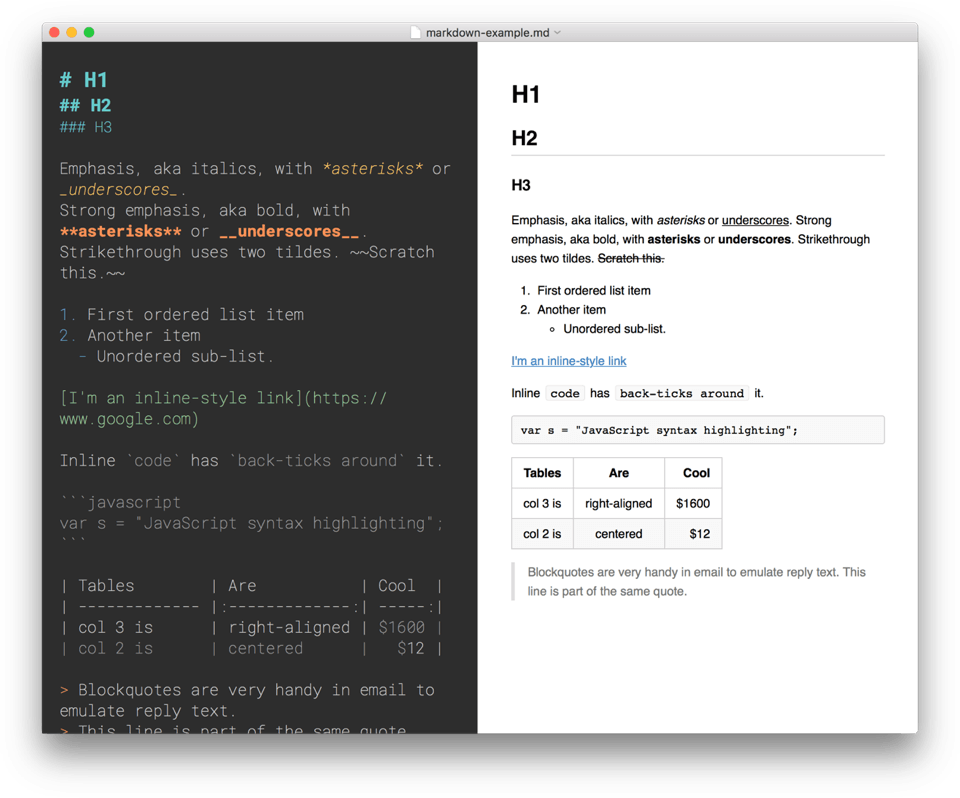 markdown-example.md
# H1
## H2
### H3
Emphasis, aka italics, with *asterisks* or
_underscores_.
Strong emphasis, aka bold, with
**asterisks** or __underscores__.
Strikethrough uses two tildes. ~~Scratch
this.~~
1. First ordered list item
2. Another item
  - Unordered sub-list.
[I'm an inline-style link](https://
www.google.com)
Inline `code` has `back-ticks around` it.
```javascript
var s = "JavaScript syntax highlighting";
```
| Tables        | Are           | Cool  |
| ------------- |:-------------:| -----:|
| col 3 is      | right-aligned | $1600 |
| col 2 is      | centered      |   $12 |
> Blockquotes are very handy in email to
emulate reply text.
> This line is part of the same quote
H1
H2
H3
Emphasis, aka italics, with asterisks or underscores. Strong
emphasis, aka bold, with asterisks or underscores. Strikethrough
uses two tildes. Scratch this.
1. First ordered list item
2. Another item
◦ Unordered sub-list.
I'm an inline-style link
Inline code has back-ticks around it.
var s = "JavaScript syntax highlighting";
Tables Are Cool
col 3 is right-aligned $1600
col 2 is centered $12
Blockquotes are very handy in email to emulate reply text. This
line is part of the same quote.